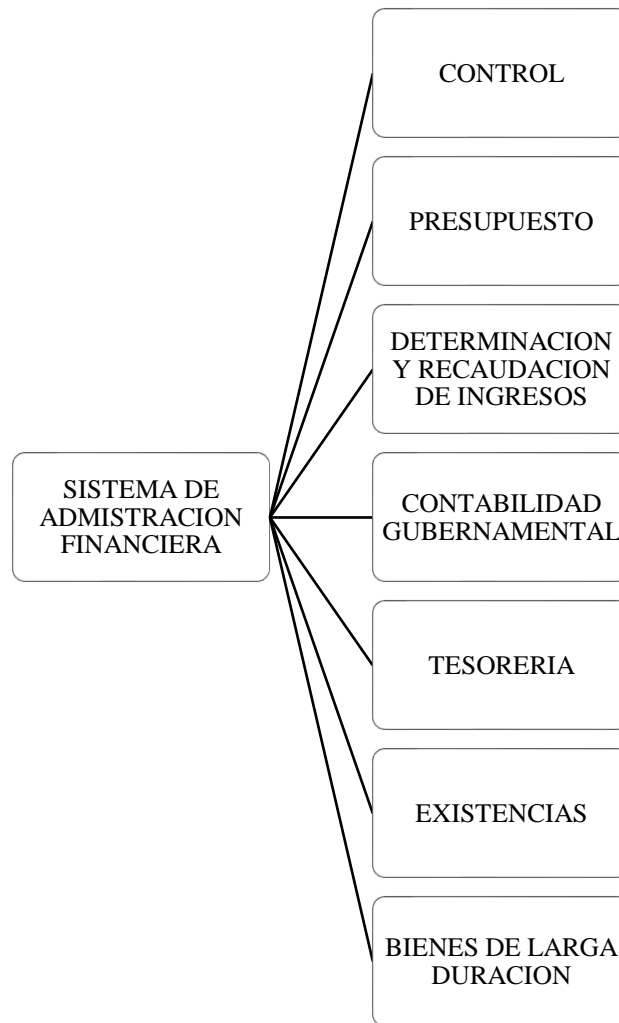 CONTROL
PRESUPUESTO
DETERMINACION
Y RECAUDACION
DE INGRESOS
SISTEMA DE
ADMISTRACION
FINANCIERA
CONTABILIDAD
GUBERNAMENTAL
TESORERIA
EXISTENCIAS
BIENES DE LARGA
DURACION